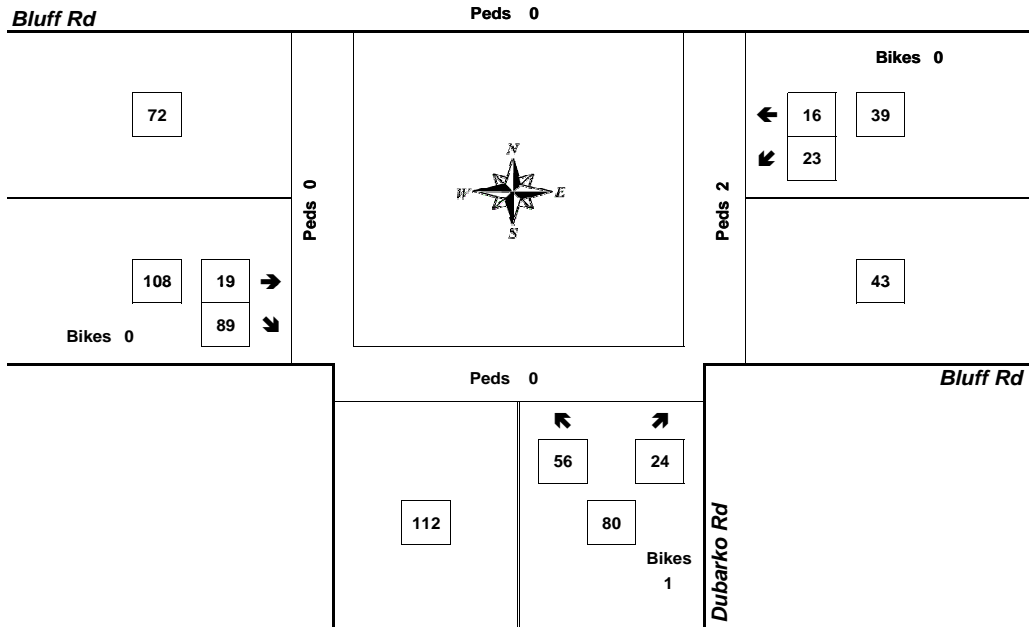 Bluff Rd
Peds 0
Bikes 0
72
16 39
23
N
W E
S
Peds 0
Peds 2
108 19
89
Bikes 0
43
Peds 0
Bluff Rd
56 24
112
80
Bikes
1
Dubarko Rd